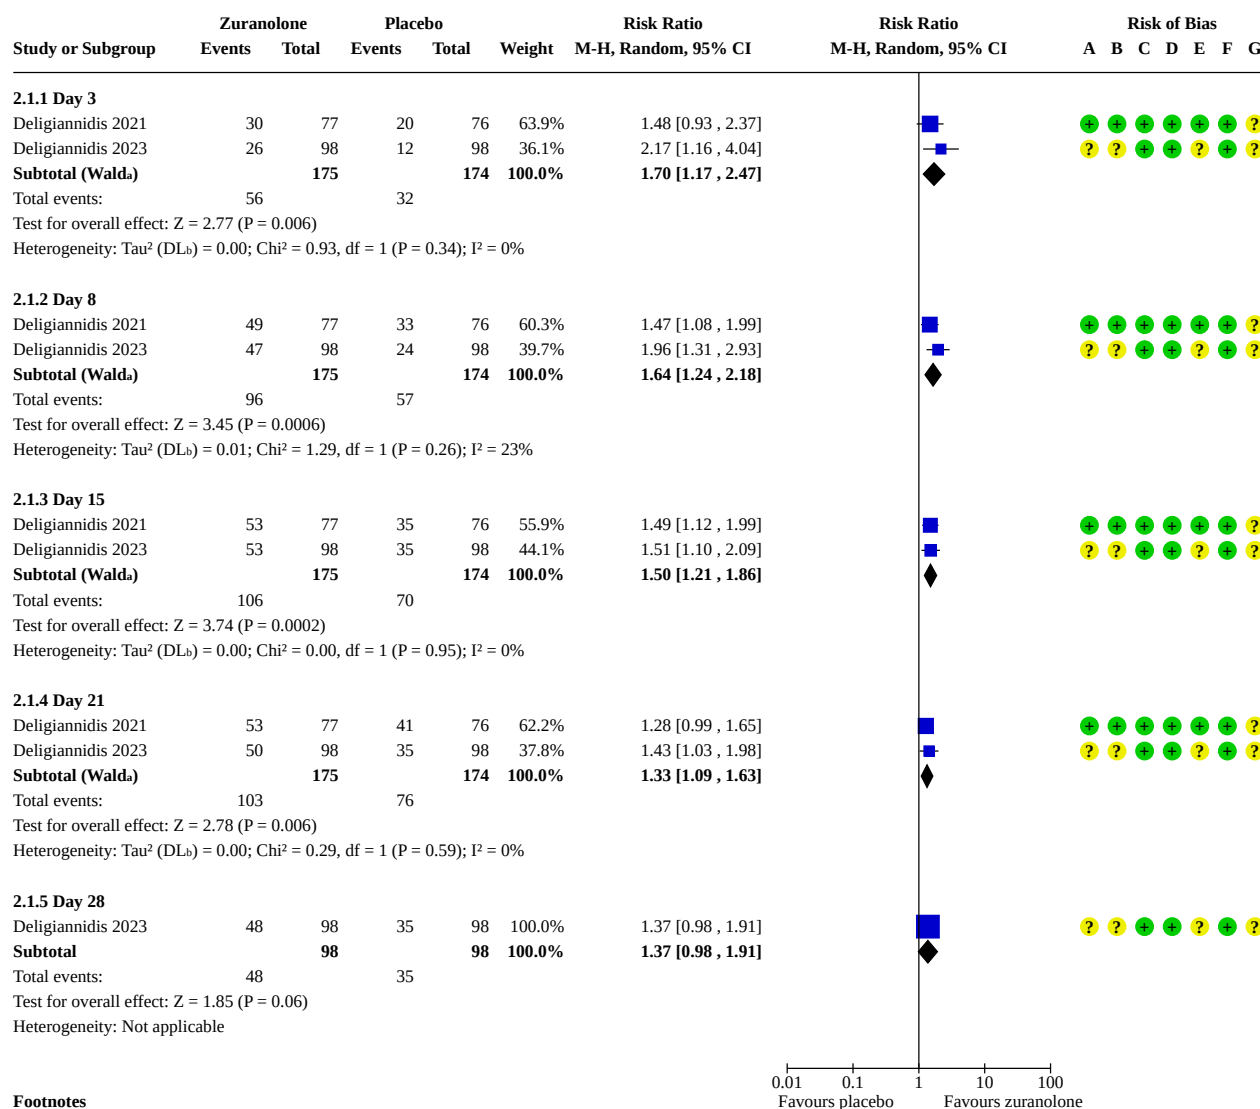 Zuranolone Placebo Risk Ratio Risk Ratio Risk of Bias
Study or Subgroup Events Total Events Total Weight M-H, Random, 95% CI M-H, Random, 95% CI A B C D E F G
2.1.1 Day 3
Deligiannidis 2021 30 77 20 76 63.9% 1.48 [0.93 , 2.37] + + + + + + ?
Deligiannidis 2023 26 98 12 98 36.1% 2.17 [1.16 , 4.04] ? ? + + ? + ?
Subtotal (Walda) 175 174 100.0% 1.70 [1.17 , 2.47]
Total events: 56 32
Test for overall effect: Z = 2.77 (P = 0.006)
Heterogeneity: Tau² (DLb) = 0.00; Chi² = 0.93, df = 1 (P = 0.34); I² = 0%
2.1.2 Day 8
Deligiannidis 2021 49 77 33 76 60.3% 1.47 [1.08 , 1.99] + + + + + + ?
Deligiannidis 2023 47 98 24 98 39.7% 1.96 [1.31 , 2.93] ? ? + + ? + ?
Subtotal (Walda) 175 174 100.0% 1.64 [1.24 , 2.18]
Total events: 96 57
Test for overall effect: Z = 3.45 (P = 0.0006)
Heterogeneity: Tau² (DLb) = 0.01; Chi² = 1.29, df = 1 (P = 0.26); I² = 23%
2.1.3 Day 15
Deligiannidis 2021 53 77 35 76 55.9% 1.49 [1.12 , 1.99] + + + + + + ?
Deligiannidis 2023 53 98 35 98 44.1% 1.51 [1.10 , 2.09] ? ? + + ? + ?
Subtotal (Walda) 175 174 100.0% 1.50 [1.21 , 1.86]
Total events: 106 70
Test for overall effect: Z = 3.74 (P = 0.0002)
Heterogeneity: Tau² (DLb) = 0.00; Chi² = 0.00, df = 1 (P = 0.95); I² = 0%
2.1.4 Day 21
Deligiannidis 2021 53 77 41 76 62.2% 1.28 [0.99 , 1.65] + + + + + + ?
Deligiannidis 2023 50 98 35 98 37.8% 1.43 [1.03 , 1.98] ? ? + + ? + ?
Subtotal (Walda) 175 174 100.0% 1.33 [1.09 , 1.63]
Total events: 103 76
Test for overall effect: Z = 2.78 (P = 0.006)
Heterogeneity: Tau² (DLb) = 0.00; Chi² = 0.29, df = 1 (P = 0.59); I² = 0%
2.1.5 Day 28
Deligiannidis 2023 48 98 35 98 100.0% 1.37 [0.98 , 1.91] ? ? + + ? + ?
Subtotal 98 98 100.0% 1.37 [0.98 , 1.91]
Total events: 48 35
Test for overall effect: Z = 1.85 (P = 0.06)
Heterogeneity: Not applicable
0.01 0.1 1 10 100
Footnotes Favours placebo Favours zuranolone